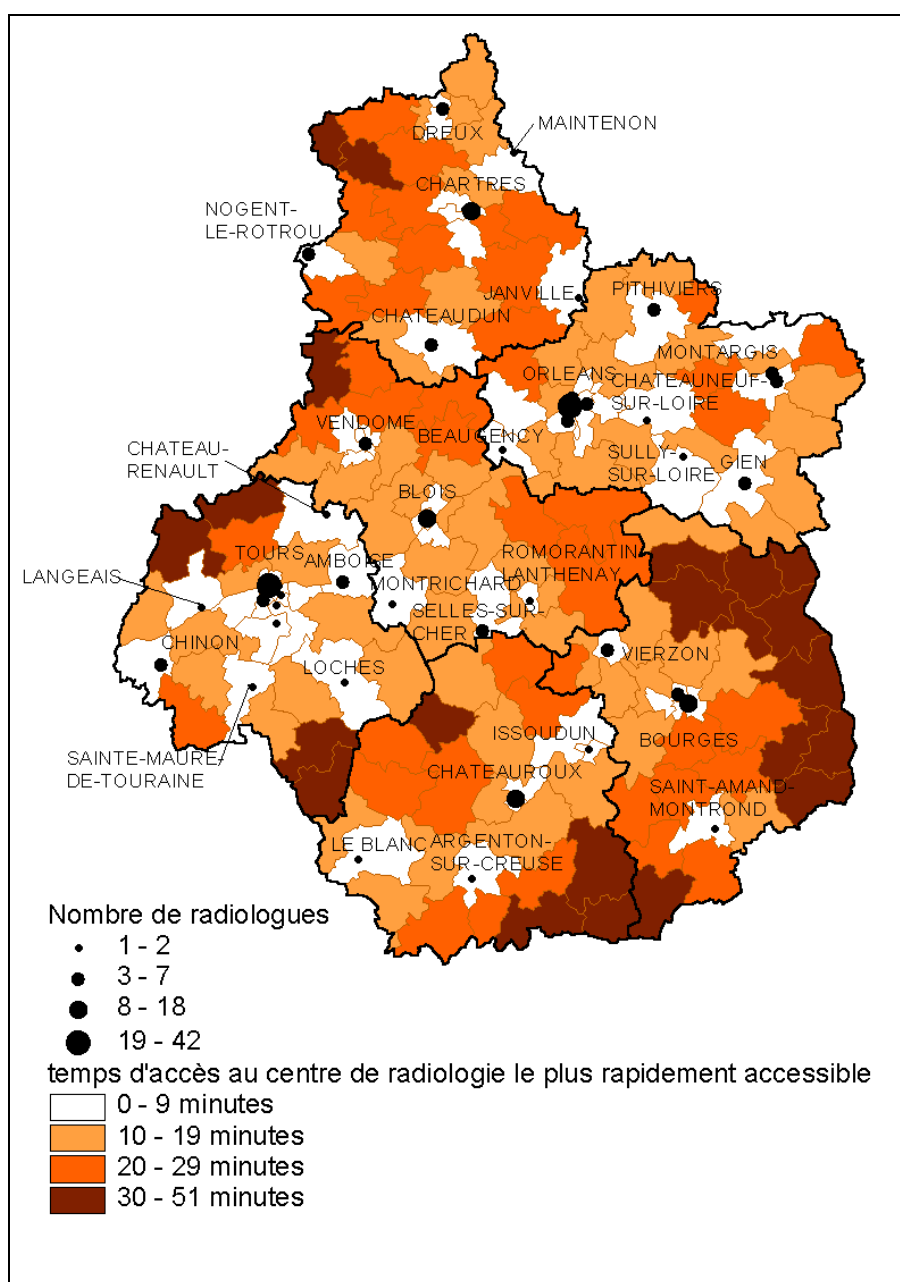 DREUX
MAINTENON
CHARTRES
NOGENT-
LE-ROTROU
JANVILLE
PITHIVIERS
CHATEAUDUN
MONTARGIS
ORLEANS
CHATEAUNEUF-
SUR-LOIRE
VENDOME
BEAUGENCY
CHATEAU-
RENAULT
SULLY-
SUR-LOIRE
GIEN
BLOIS
TOURS
AMBOISE
ROMORANTIN
LANTHENAY
LANGEAIS
MONTRICHARD
SELLES-SUR-
CHER
CHINON
VIERZON
LOCHES
ISSOUDUN
BOURGES
SAINTE-MAURE-
DE-TOURAINE
CHATEAUROUX
SAINT-AMAND-
MONTROND
LE BLANC
ARGENTON-
SUR-CREUSE
Nombre de radiologues
1 - 2
3 - 7
8 - 18
19 - 42
temps d'accès au centre de radiologie le plus rapidement accessible
0 - 9 minutes
10 - 19 minutes
20 - 29 minutes
30 - 51 minutes